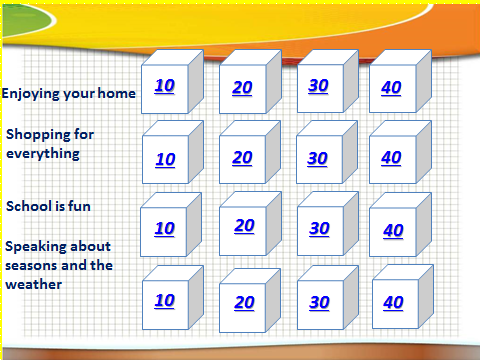 Enjoying your home 10 20 30 40
Shopping for
everything 10 20 30 40
School is fun 10 20 30 40
Speaking about
seasons and the
weather 10 20 30 40